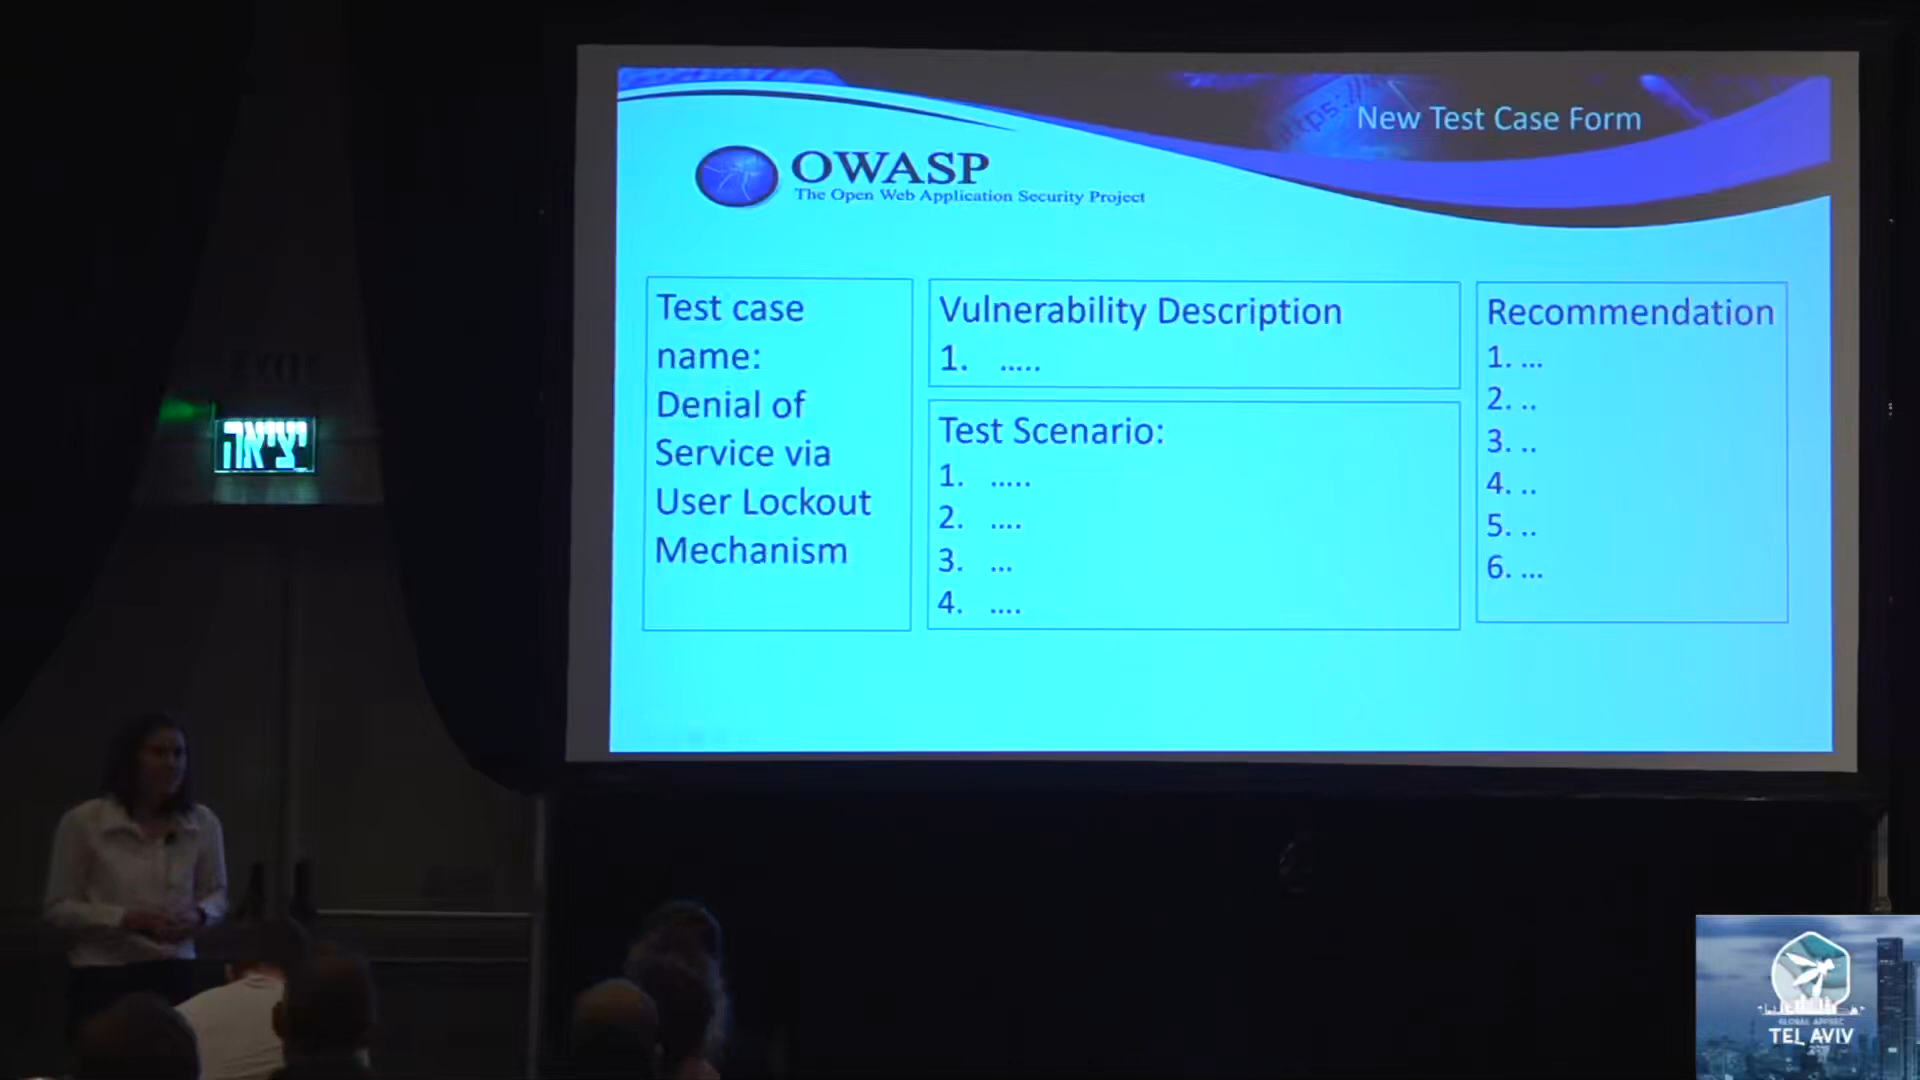 New Test Case Form
OWASP
The Open Web Application Security Project
Test case
name:
Denial of
Service via
User Lockout
Mechanism
Vulnerability Description
1. .....
Test Scenario:
1. .....
2. ....
3. ...
4. ....
Recommendation
1. ...
2. ..
3. ..
4. ..
5. ..
6. ...
יציאה
GLOBAL APPSEC
TEL AVIV